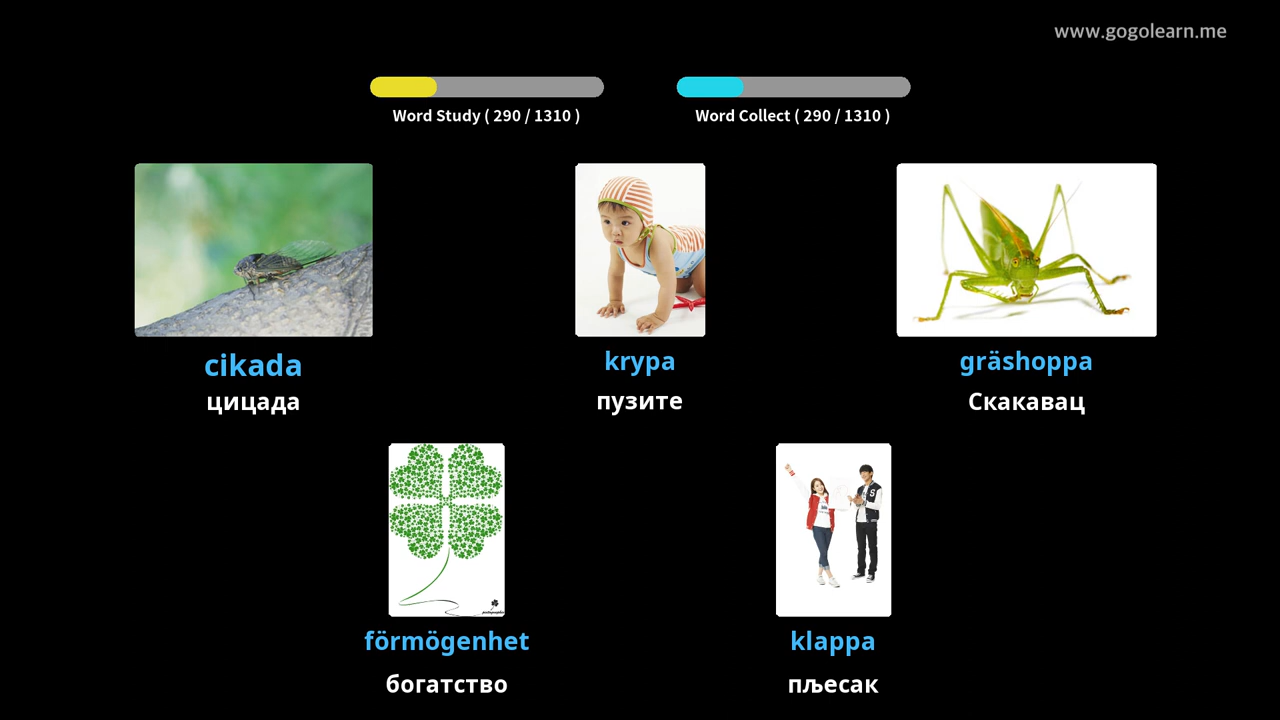 www.gogolearn.me
Word Study ( 290 / 1310 )
Word Collect ( 290 / 1310 )
cikada
цицада
krypa
пузите
gräshoppa
Скакавац
förmögenhet
богатство
klappa
пљесак